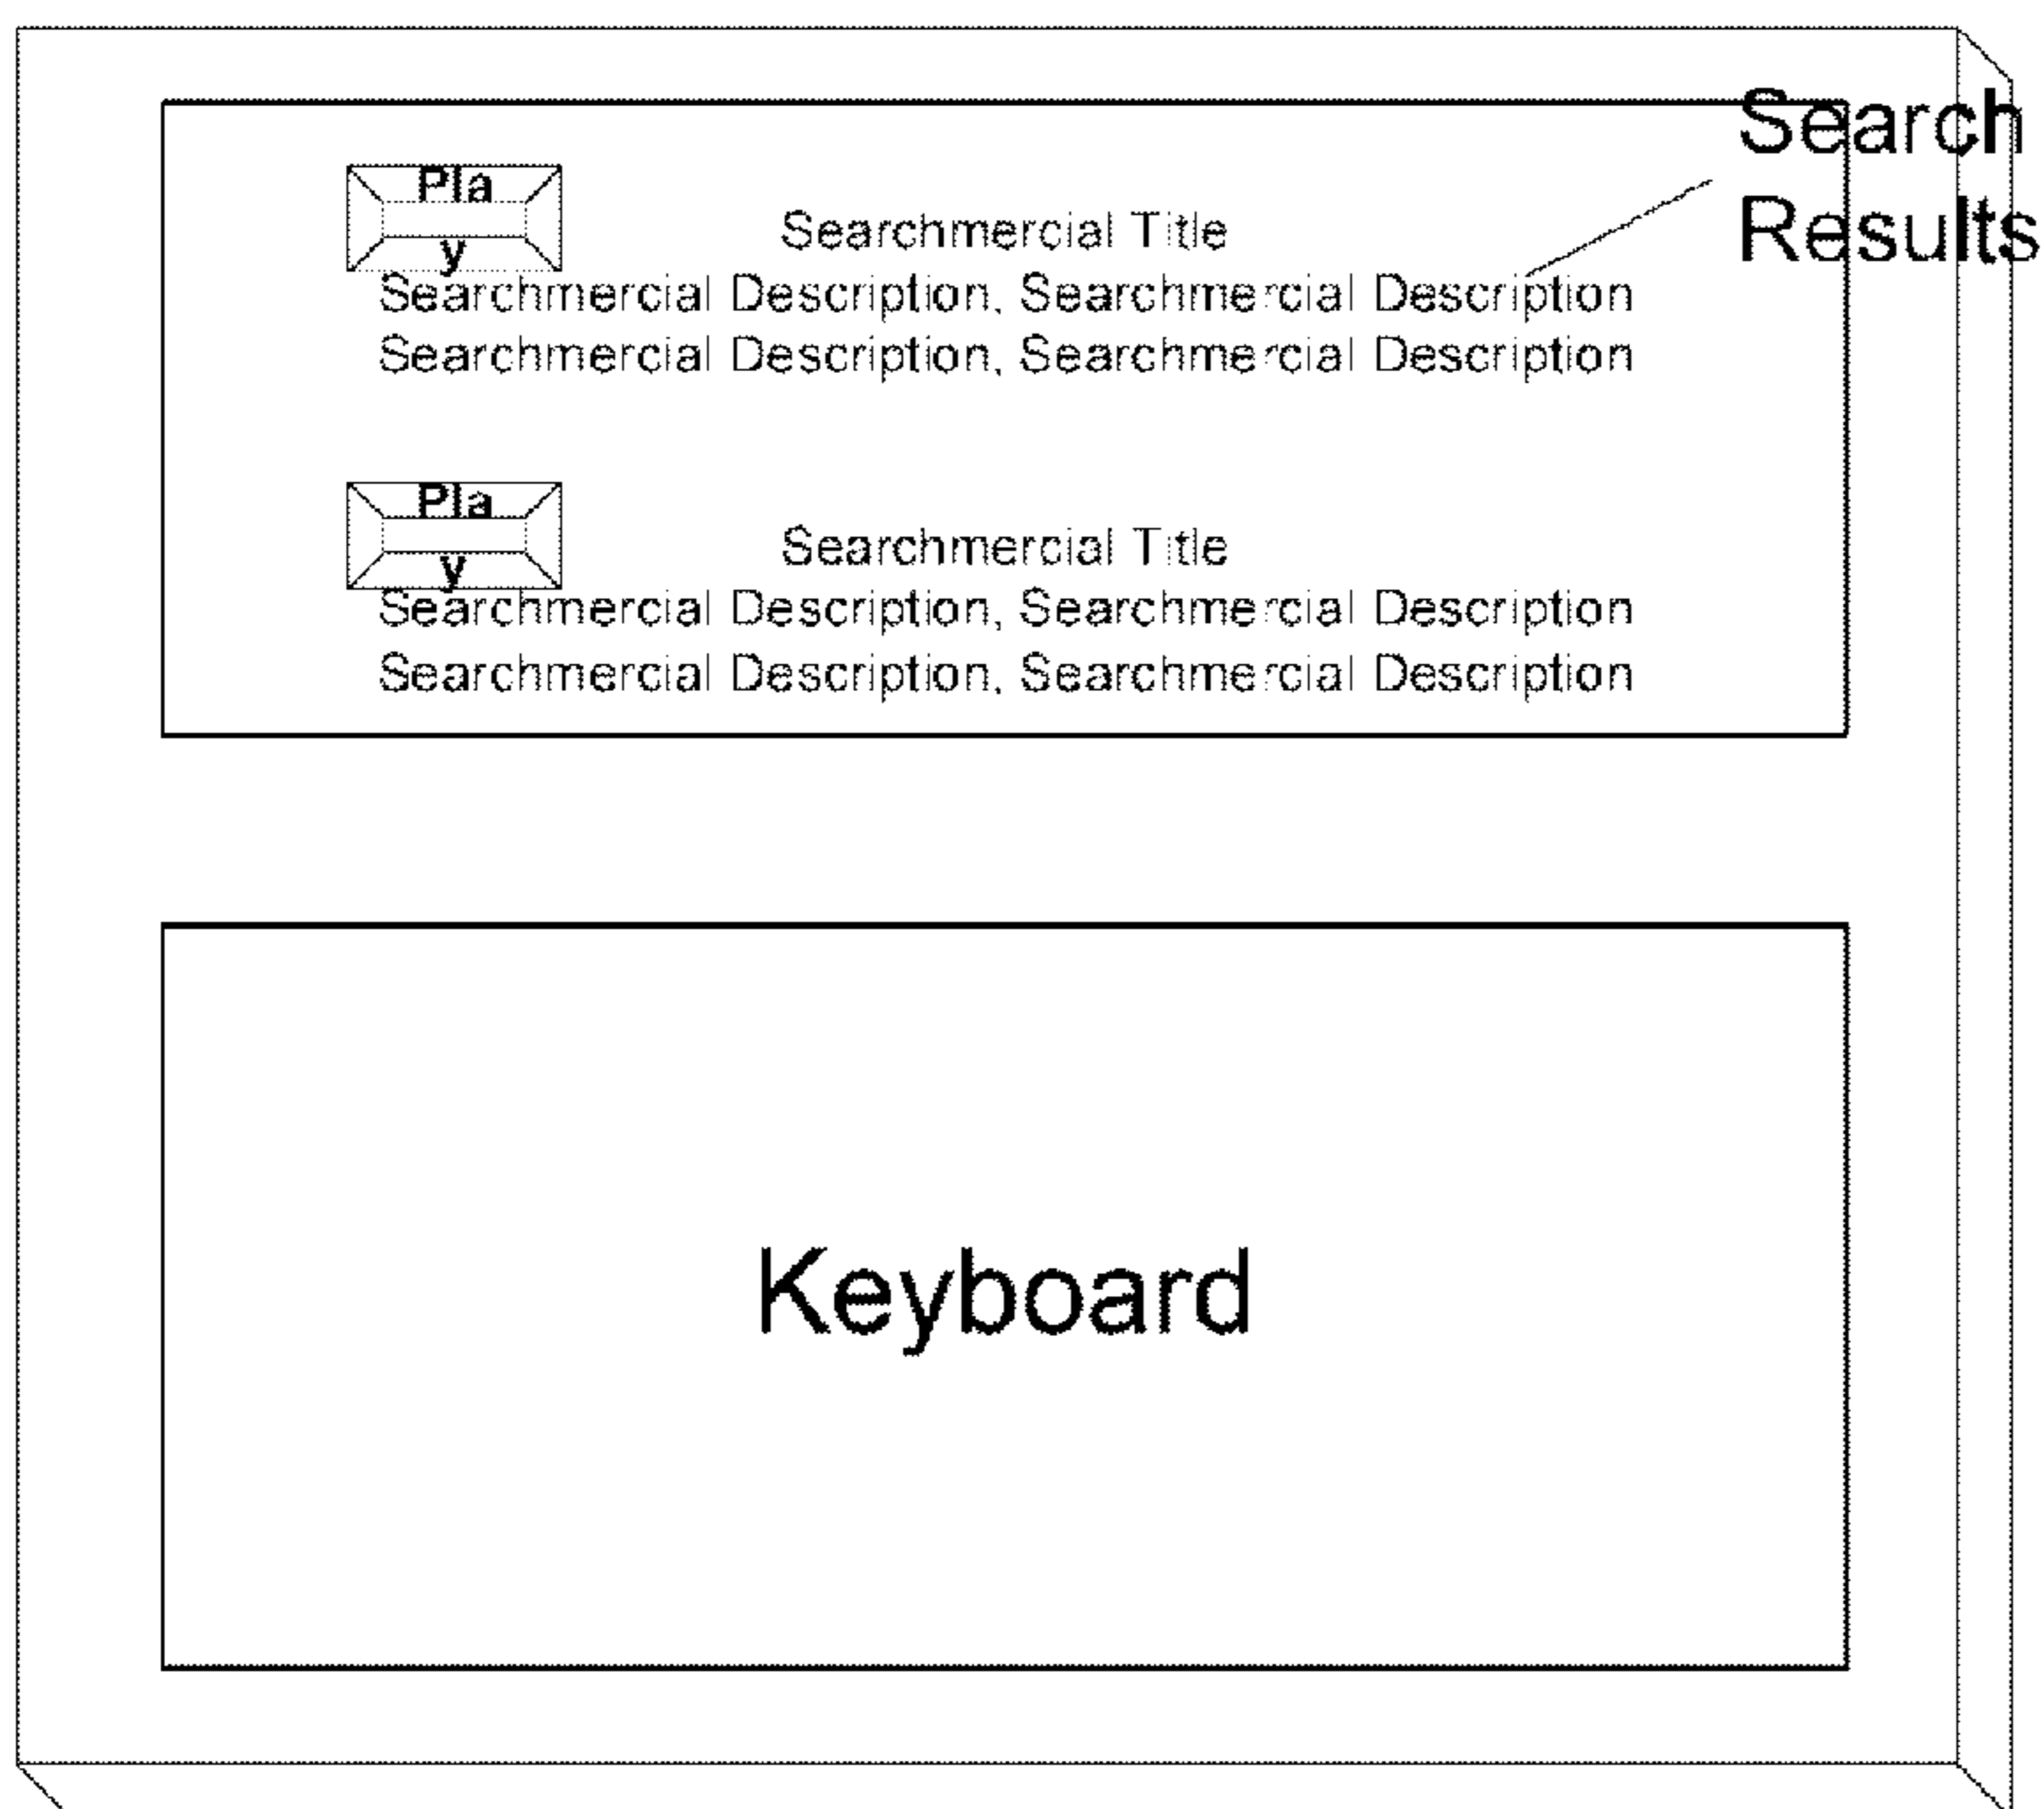 Search
Results
Pla
y
Searchmercial Title
Searchmercial Description, Searchmercial Description
Searchmercial Description, Searchmercial Description
Pla
y
Searchmercial Title
Searchmercial Description, Searchmercial Description
Searchmercial Description, Searchmercial Description
Keyboard